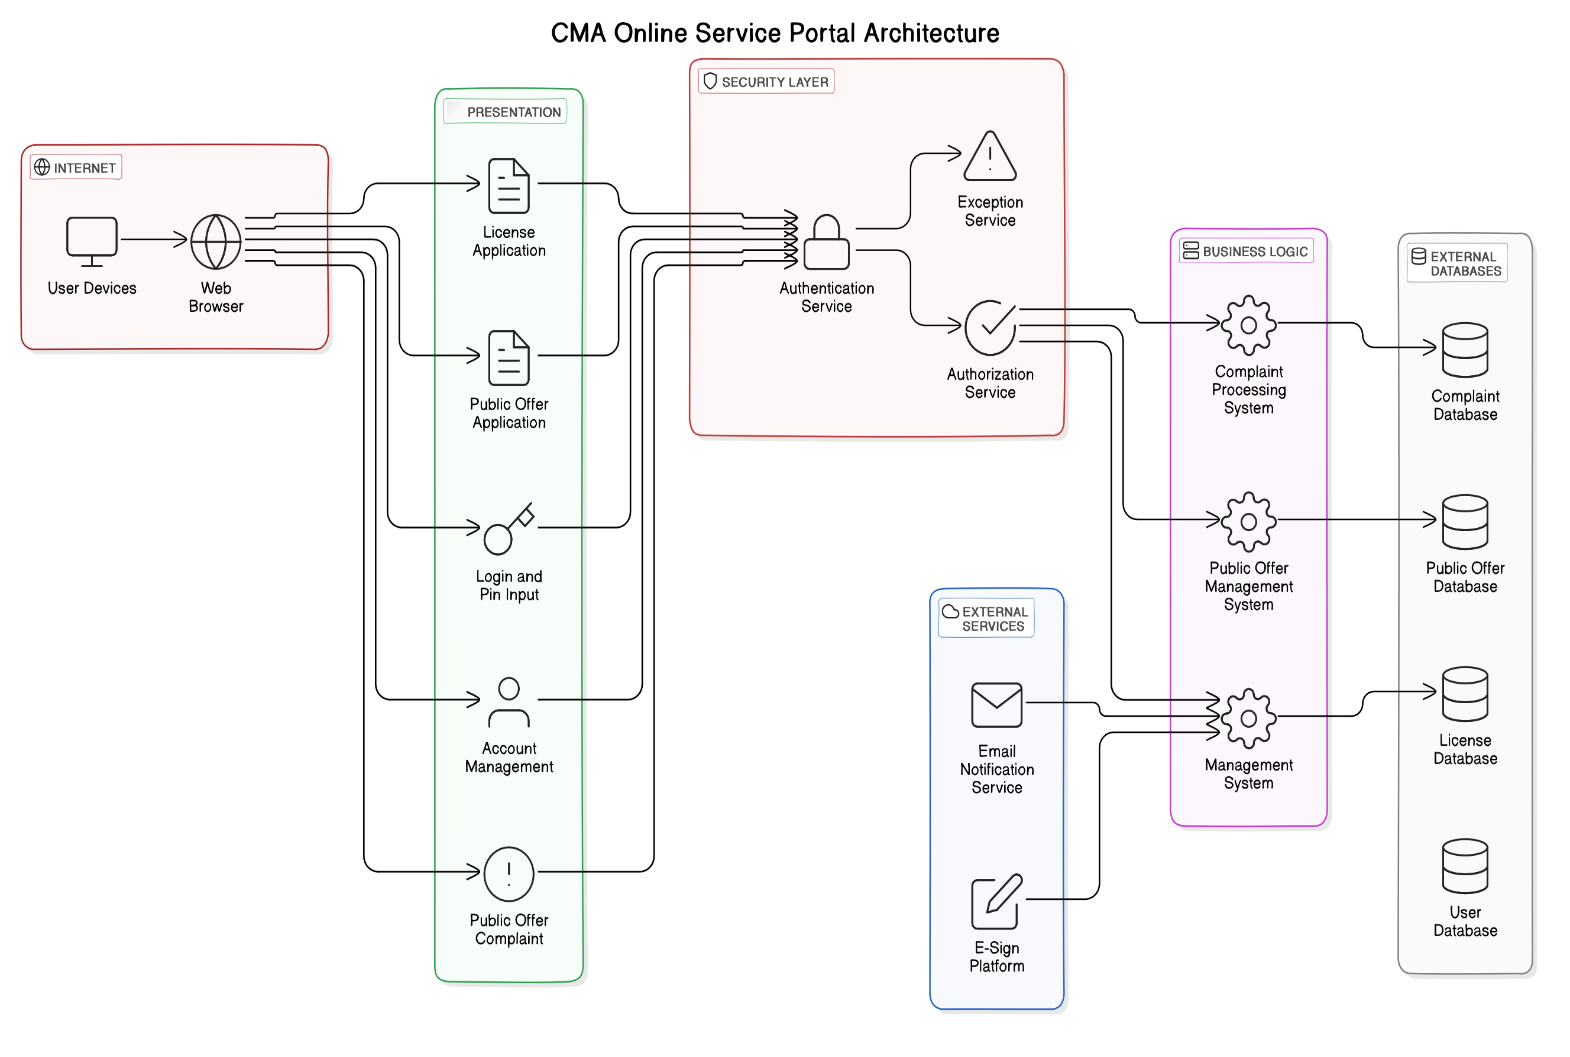 CMA Online Service Portal Architecture
INTERNET
User Devices
Web
Browser
PRESENTATION
License
Application
Public Offer
Application
Login and
Pin Input
Account
Management
Public Offer
Complaint
SECURITY LAYER
Authentication
Service
Exception
Service
Authorization
Service
EXTERNAL
SERVICES
Email
Notification
Service
E-Sign
Platform
BUSINESS LOGIC
Complaint
Processing
System
Public Offer
Management
System
Management
System
EXTERNAL
DATABASES
Complaint
Database
Public Offer
Database
License
Database
User
Database